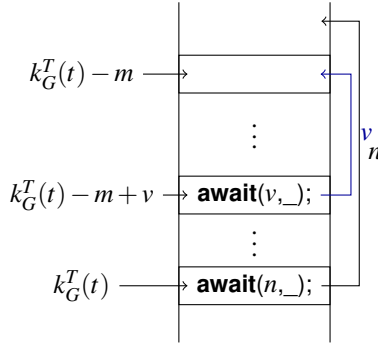 $k_G^T(t) - m$
⋮
v
n
$k_G^T(t) - m + v$ await(v,_);
⋮
$k_G^T(t)$ await(n,_);